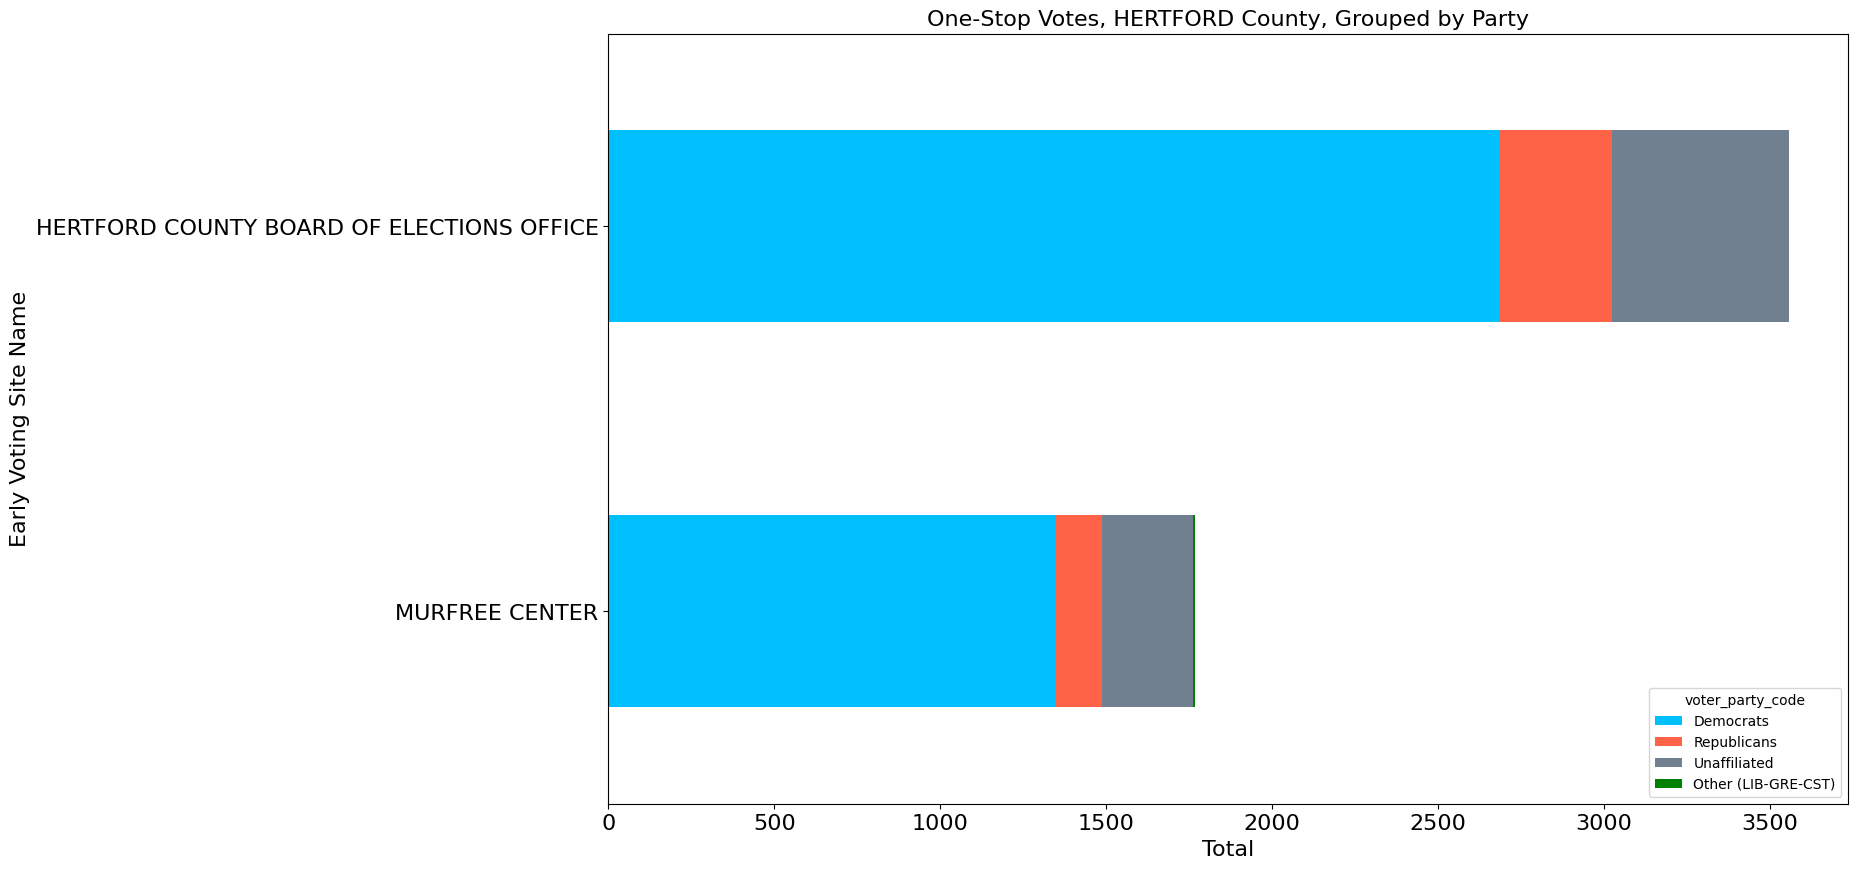 One-Stop Votes, HERTFORD County, Grouped by Party
Early Voting Site Name
HERTFORD COUNTY BOARD OF ELECTIONS OFFICE
MURFREE CENTER
voter_party_code
Democrats
Republicans
Unaffiliated
Other (LIB-GRE-CST)
0 500 1000 1500 2000 2500 3000 3500
Total